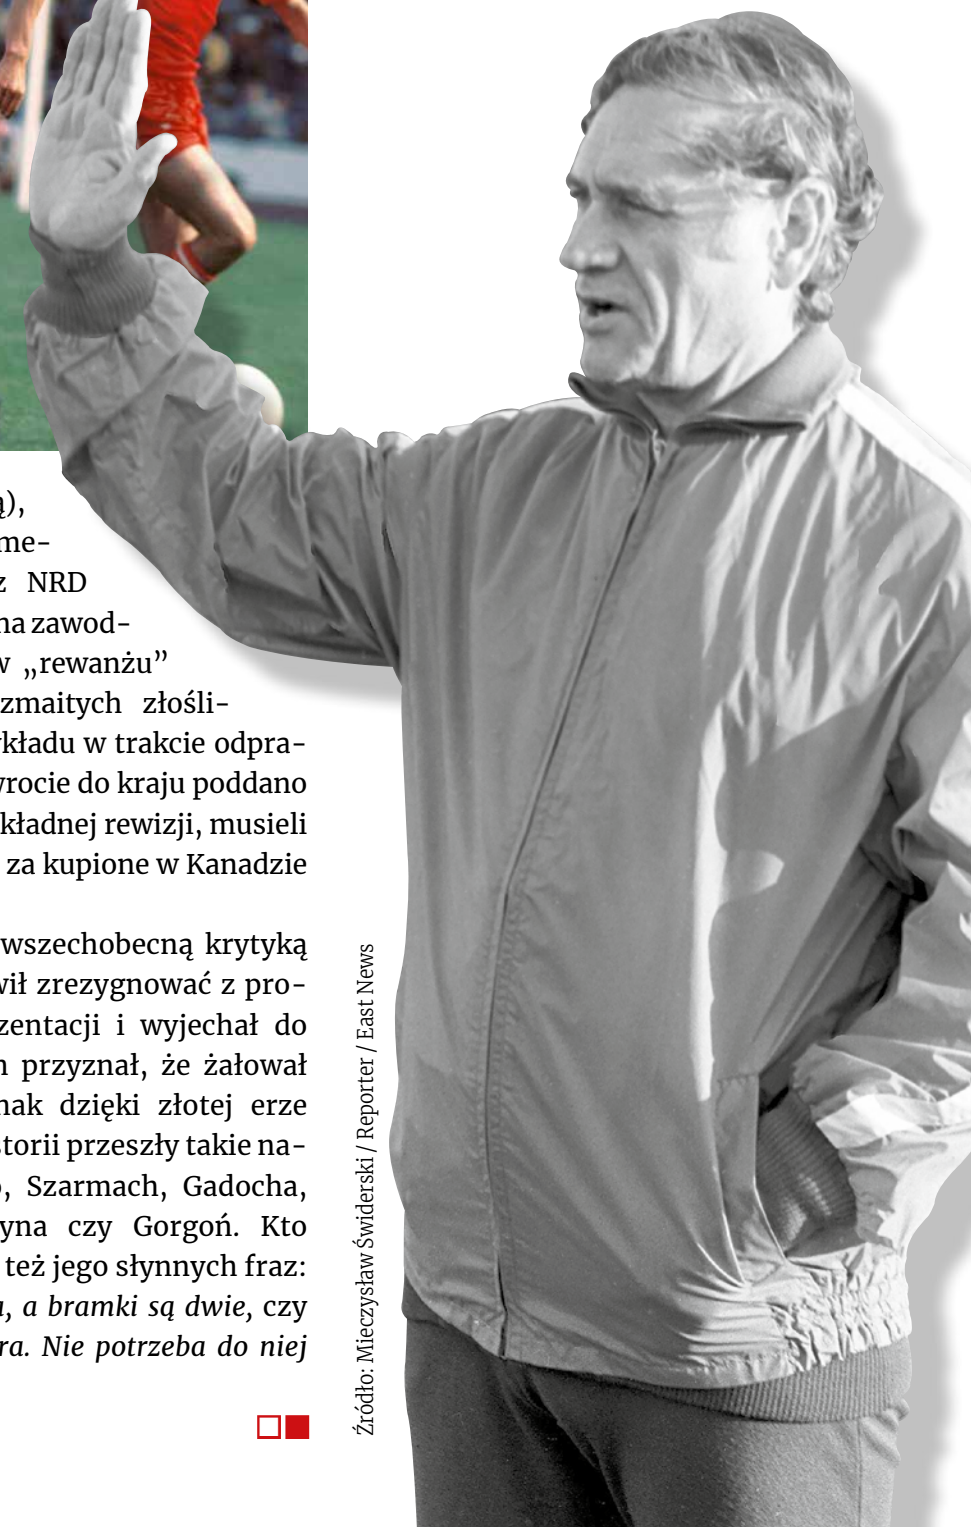 ą),
me-
z NRD
na zawod-
w „rewanżu”
zmaitych złośli-
kładu w trakcie odpra-
rocie do kraju poddano
kładnej rewizji, musieli
za kupione w Kanadzie
wszechobecną krytyką
wił zrezygnować z pro-
zentacji i wyjechał do
przyznał, że żałował
nak dzięki złotej erze
storii przeszły takie na-
, Szarmach, Gadocha,
yna czy Gorgoń. Kto
też jego słynnych fraz:
, a bramki są dwie, czy
ra. Nie potrzeba do niej
Źródło: Mieczysław Świderski / Reporter / East News